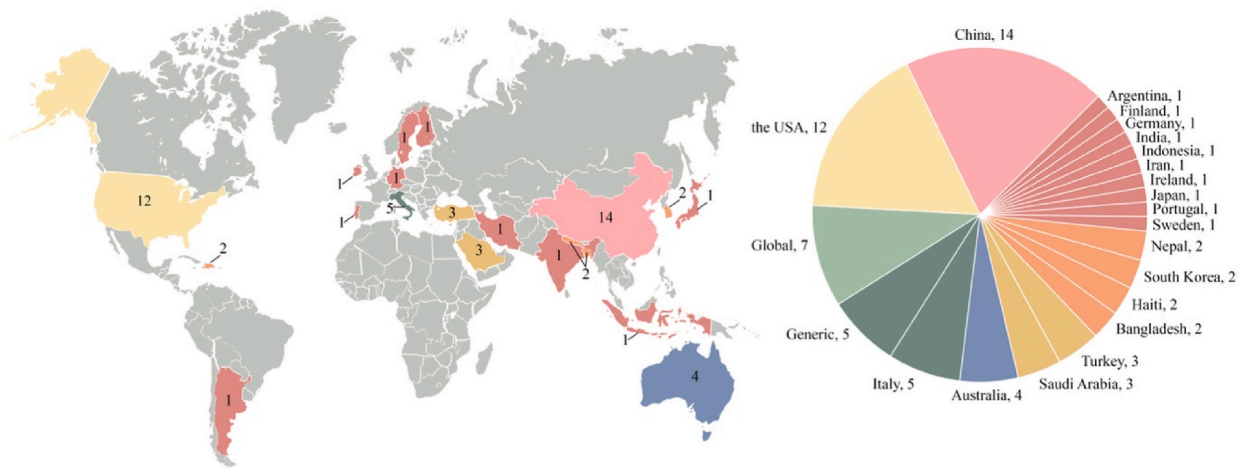 12
2
1
1
1
1
1
5
1
3
3
1
1
2
14
2
1
1
4
China, 14
Argentina, 1
Finland, 1
Germany, 1
India, 1
Indonesia, 1
Iran, 1
Ireland, 1
Japan, 1
Portugal, 1
Sweden, 1
Nepal, 2
South Korea, 2
Haiti, 2
Bangladesh, 2
Turkey, 3
Saudi Arabia, 3
Australia, 4
Italy, 5
Generic, 5
Global, 7
the USA, 12